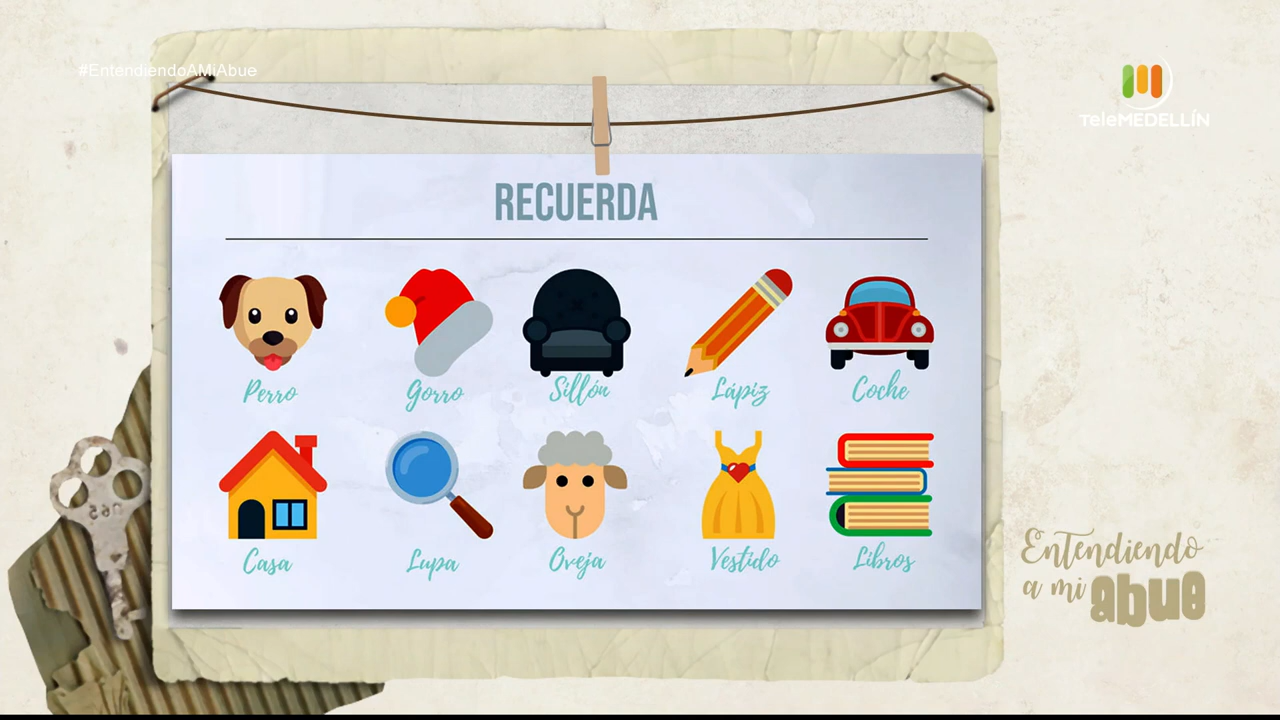 #EntendiendoAMiAbue
TeleMEDELLÍN
RECUERDA
Perro
Gorro
Sillón
Lápiz
Coche
Casa
Lupa
Oveja
Vestido
Libros
Entendiendo
a mi abue